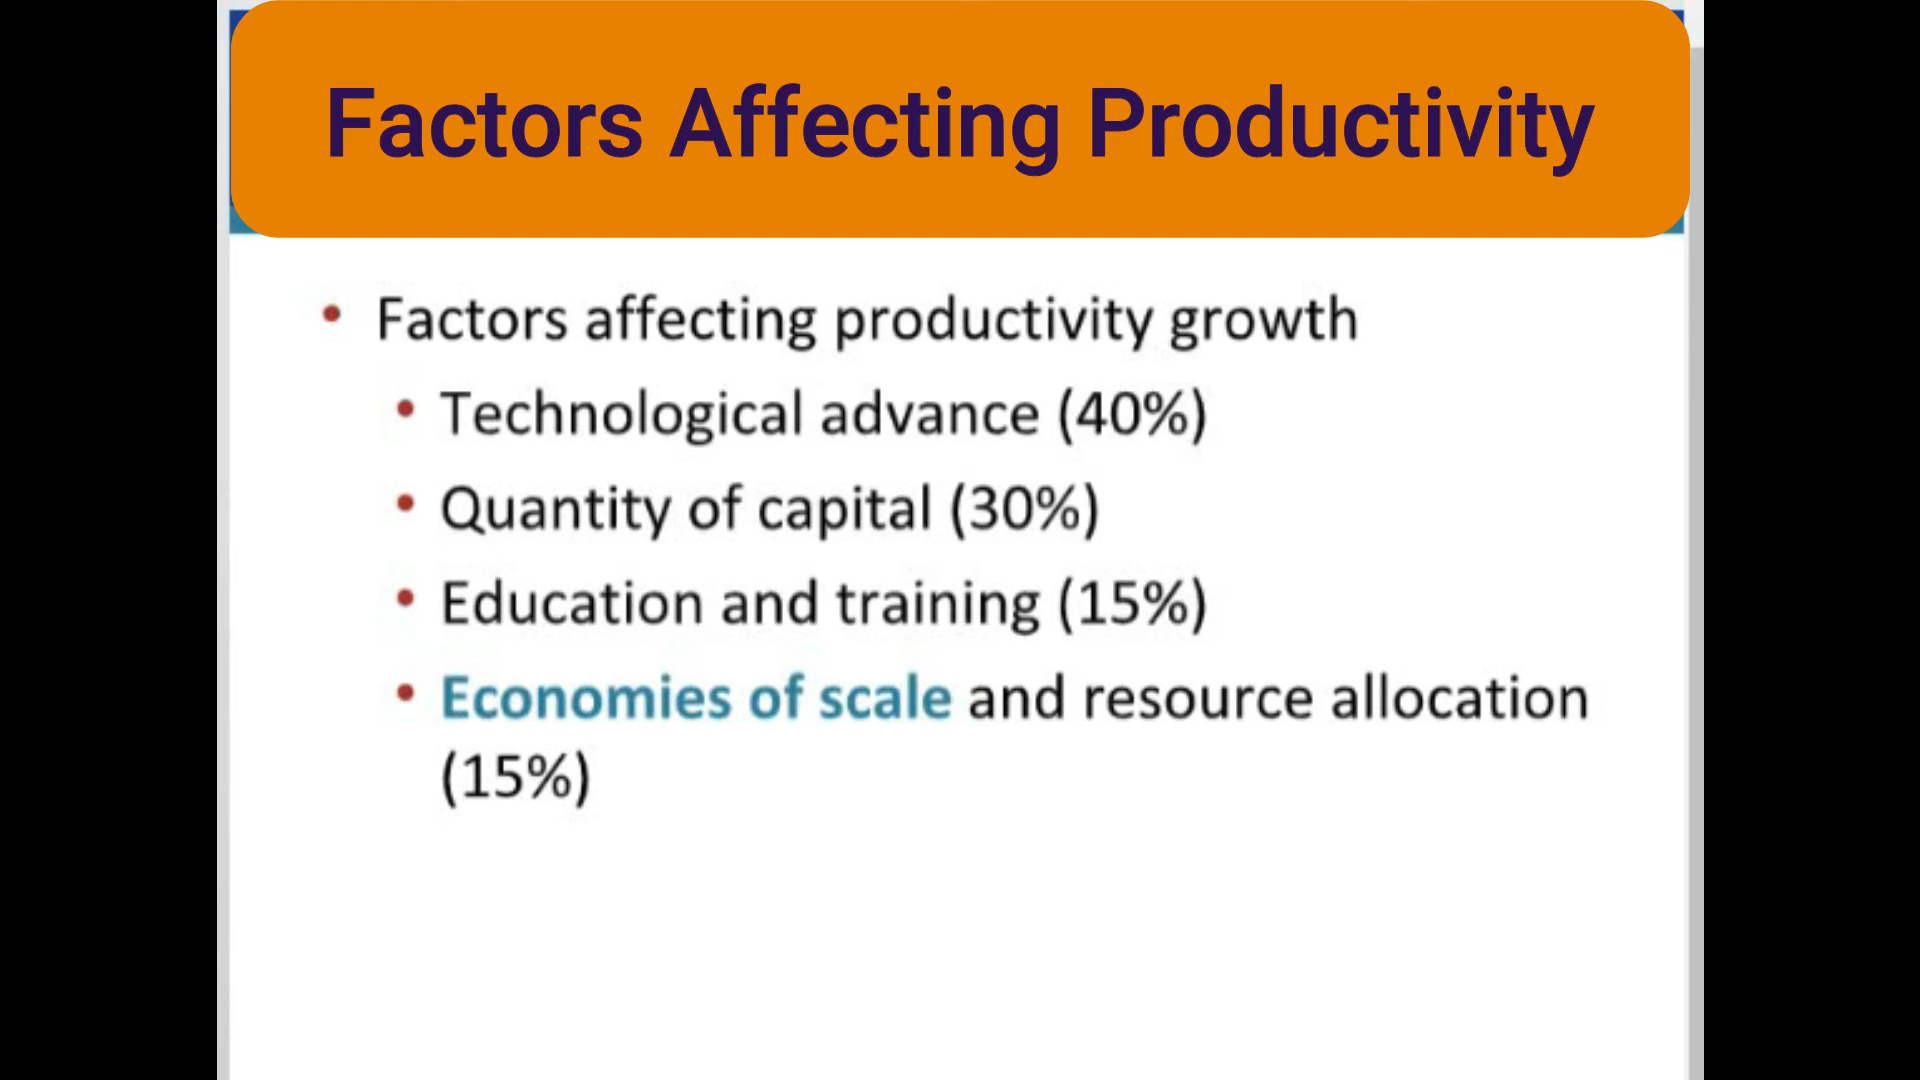 Factors Affecting Productivity
• Factors affecting productivity growth
• Technological advance (40%)
• Quantity of capital (30%)
• Education and training (15%)
• Economies of scale and resource allocation
(15%)